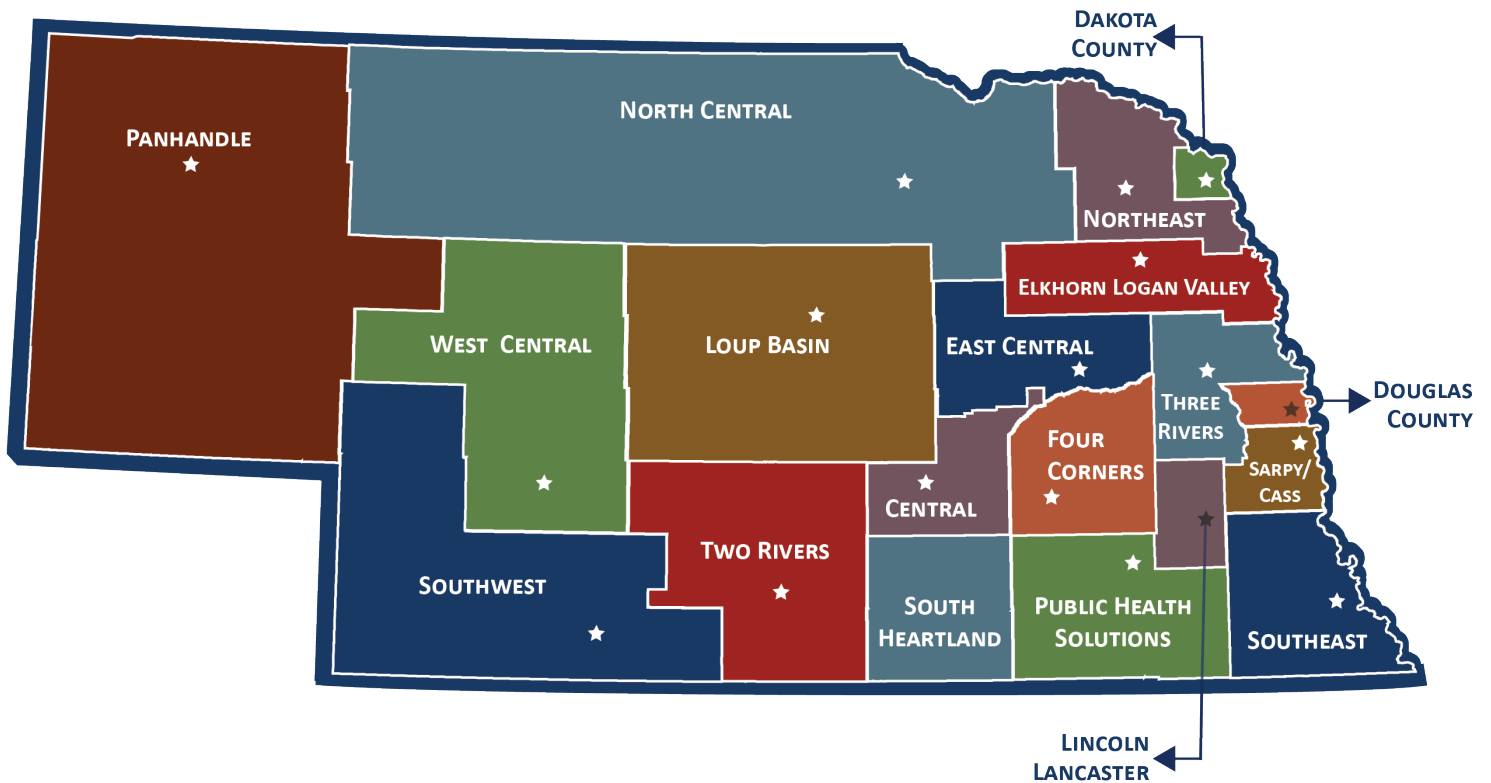 DAKOTA
COUNTY
NORTH CENTRAL
PANHANDLE
NORTHEAST
ELKHORN LOGAN VALLEY
WEST CENTRAL
LOUP BASIN
EAST CENTRAL
THREE
RIVERS
DOUGLAS
COUNTY
FOUR
CORNERS
SARPY/
CASS
CENTRAL
TWO RIVERS
SOUTHWEST
SOUTH
HEARTLAND
PUBLIC HEALTH
SOLUTIONS
SOUTHEAST
LINCOLN
LANCASTER